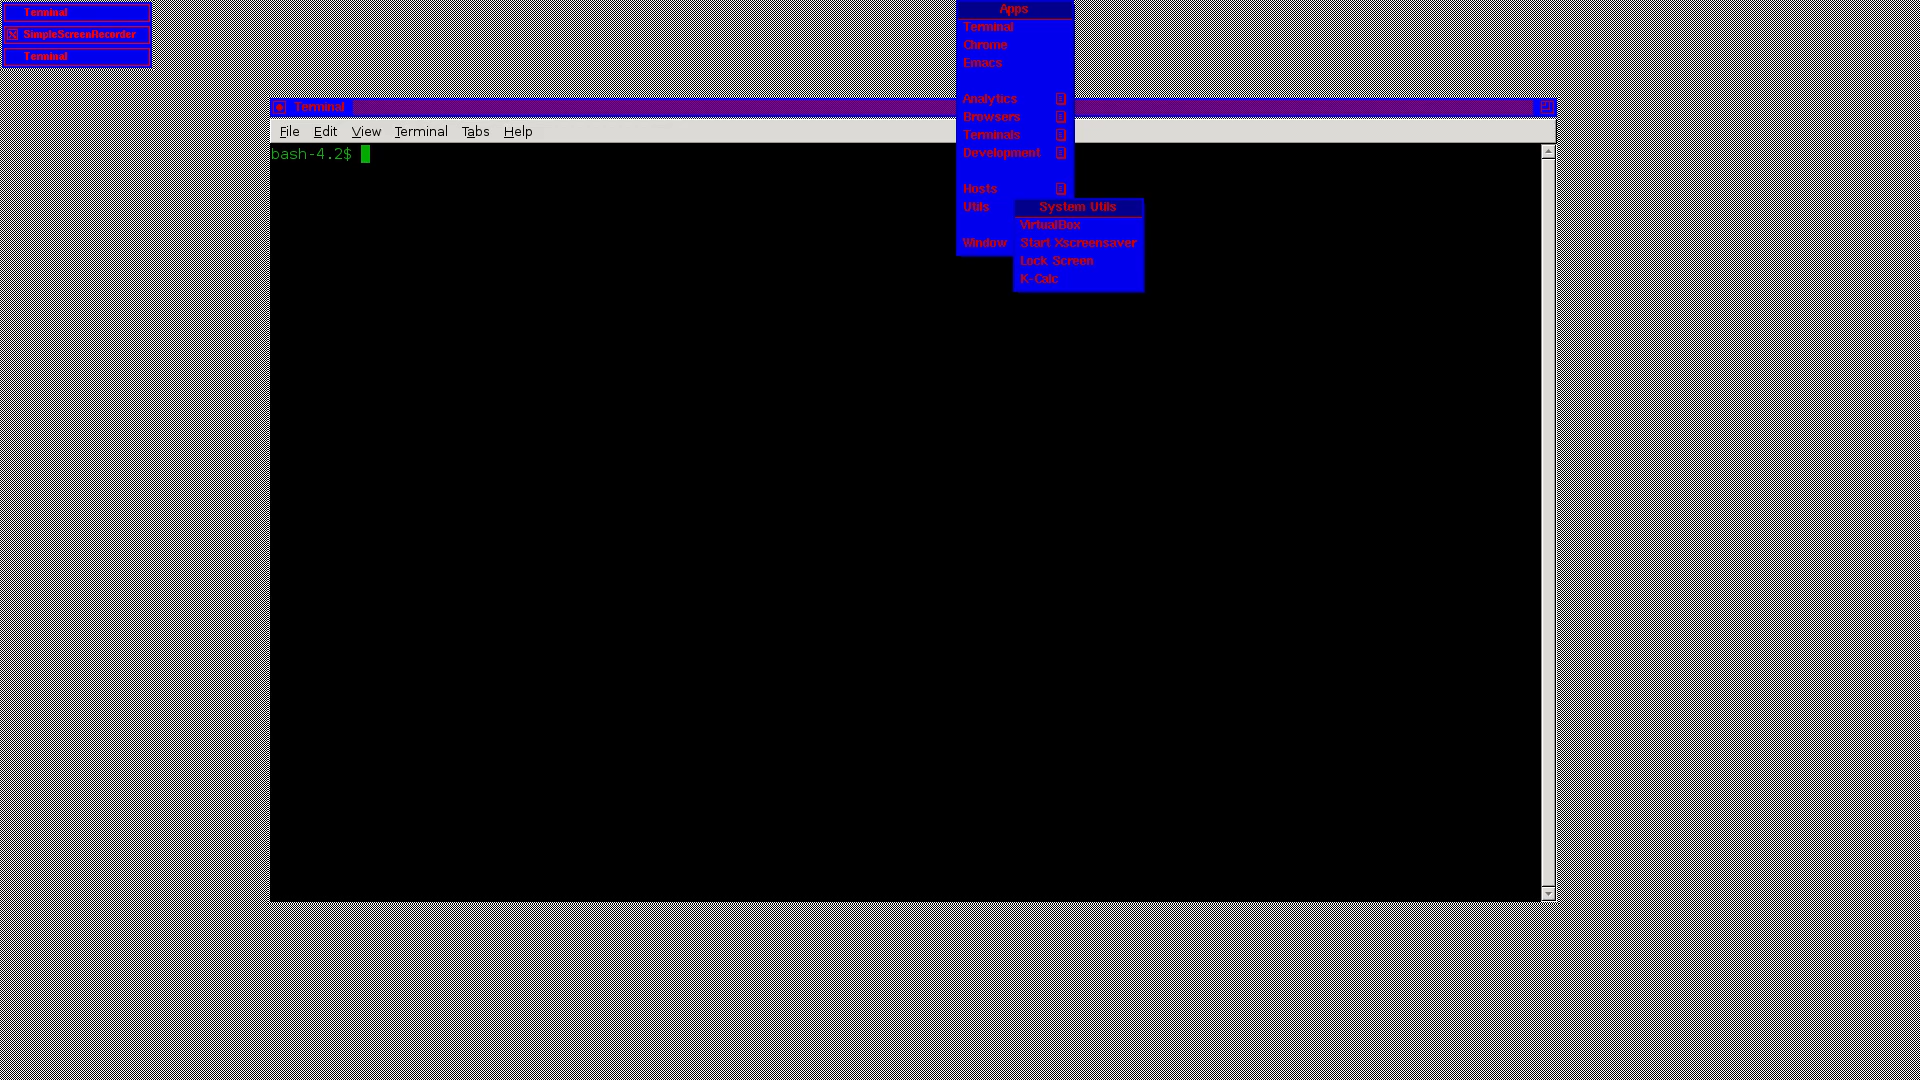 Terminal
SimpleScreenRecorder
Terminal
Apps
Terminal
Chrome
Emacs
Analytics
Browsers
Terminals
Development
Hosts
Utils
Window
System Utils
VirtualBox
Start Xscreensaver
Lock Screen
K-Calc
Terminal
File Edit View Terminal Tabs Help
bash-4.2$